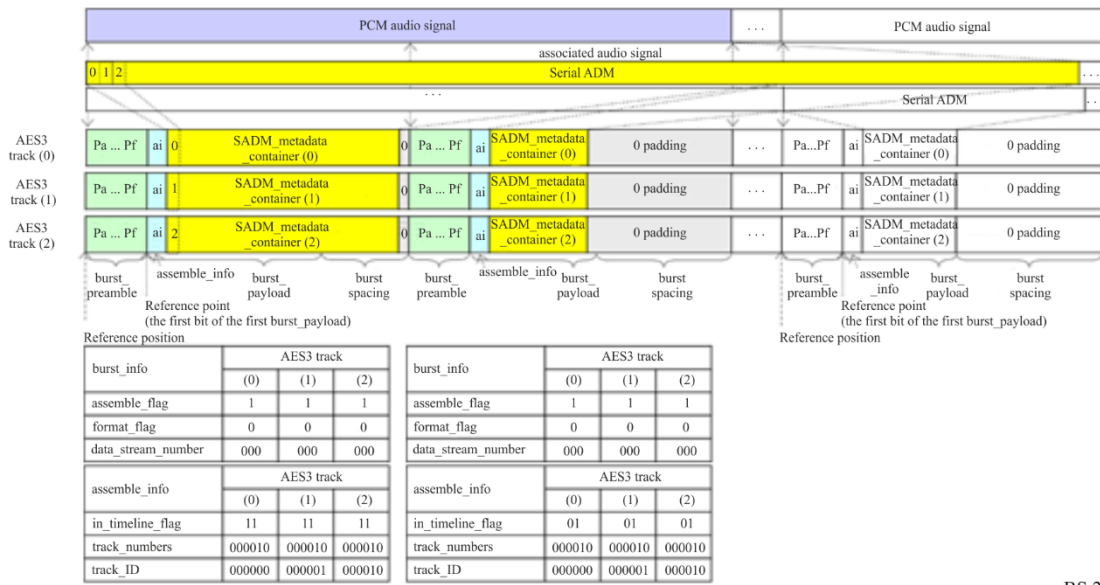 PCM audio signal ... PCM audio signal
associated audio signal
0 1 2 Serial ADM ...
... Serial ADM ...
AES3
track (0)
Pa ... Pf ai 0 SADM_metadata
_container (0) 0 Pa ... Pf ai SADM_metadata
_container (0) 0 padding ... Pa...Pf ai SADM_metadata
_container (0) 0 padding
AES3
track (1)
Pa ... Pf ai 1 SADM_metadata
_container (1) 0 Pa ... Pf ai SADM_metadata
_container (1) 0 padding ... Pa...Pf ai SADM_metadata
_container (1) 0 padding
AES3
track (2)
Pa ... Pf ai 2 SADM_metadata
_container (2) 0 Pa ... Pf ai SADM_metadata
_container (2) 0 padding ... Pa...Pf ai SADM_metadata
_container (2) 0 padding
burst_
preamble
assemble_info
burst_
payload
burst
spacing
burst_
preamble
assemble_info
burst_
payload
burst
spacing
burst_
preamble
assemble
_info
burst_
payload
burst
spacing
Reference point
(the first bit of the first burst_payload)
Reference position
Reference point
(the first bit of the first burst_payload)
Reference position
burst_info AES3 track
(0) (1) (2)
assemble_flag 1 1 1
format_flag 0 0 0
data_stream_number 000 000 000
assemble_info AES3 track
(0) (1) (2)
in_timeline_flag 11 11 11
track_numbers 000010 000010 000010
track_ID 000000 000001 000010
burst_info AES3 track
(0) (1) (2)
assemble_flag 1 1 1
format_flag 0 0 0
data_stream_number 000 000 000
assemble_info AES3 track
(0) (1) (2)
in_timeline_flag 01 01 01
track_numbers 000010 000010 000010
track_ID 000000 000001 000010